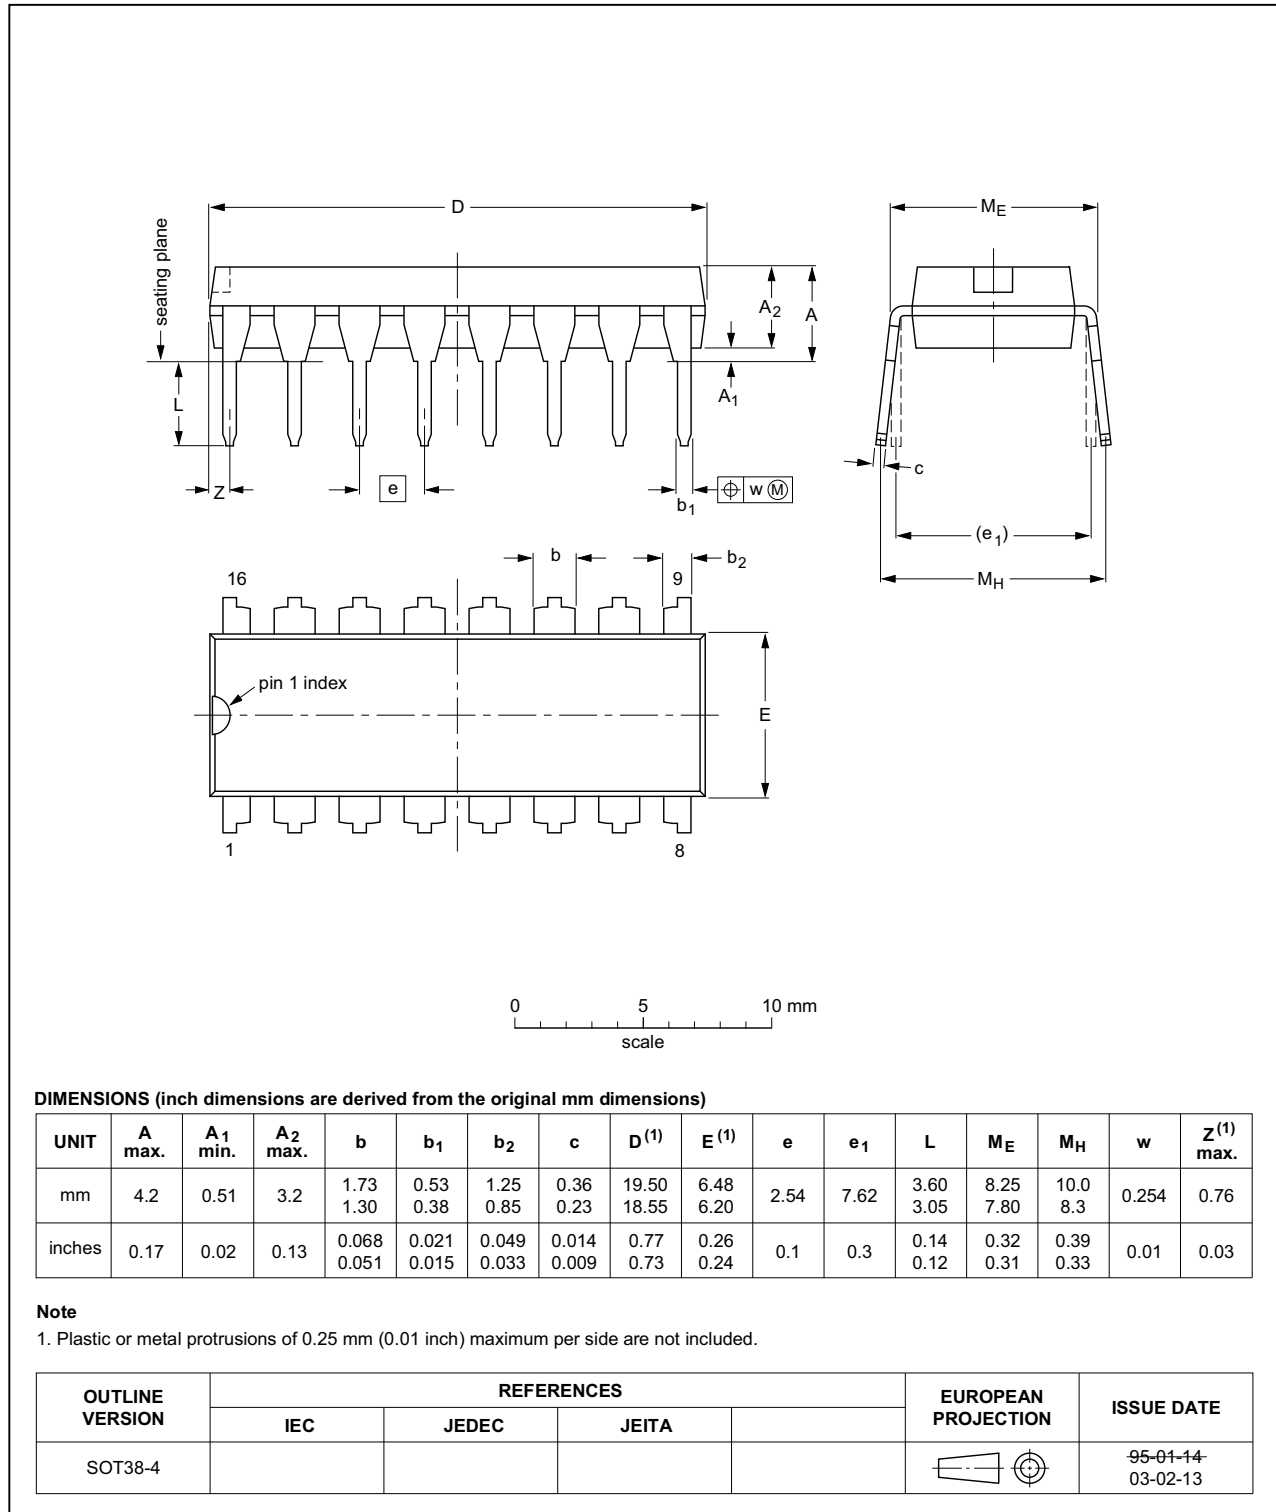 D
ME
seating plane
A2
A
A1
L
c
Z
e
b1
w M
(e1)
MH
b
b2
16
9
pin 1 index
E
1
8
0 5 10 mm
scale
DIMENSIONS (inch dimensions are derived from the original mm dimensions)
UNIT A max. A1 min. A2 max. b b1 b2 c D(1) E(1) e e1 L ME MH w Z(1) max.
mm 4.2 0.51 3.2 1.73 1.30 0.53 0.38 1.25 0.85 0.36 0.23 19.50 18.55 6.48 6.20 2.54 7.62 3.60 3.05 8.25 7.80 10.0 8.3 0.254 0.76
inches 0.17 0.02 0.13 0.068 0.051 0.021 0.015 0.049 0.033 0.014 0.009 0.77 0.73 0.26 0.24 0.1 0.3 0.14 0.12 0.32 0.31 0.39 0.33 0.01 0.03
Note
1. Plastic or metal protrusions of 0.25 mm (0.01 inch) maximum per side are not included.
OUTLINE VERSION REFERENCES EUROPEAN PROJECTION ISSUE DATE
IEC JEDEC JEITA
SOT38-4 95-01-14
03-02-13